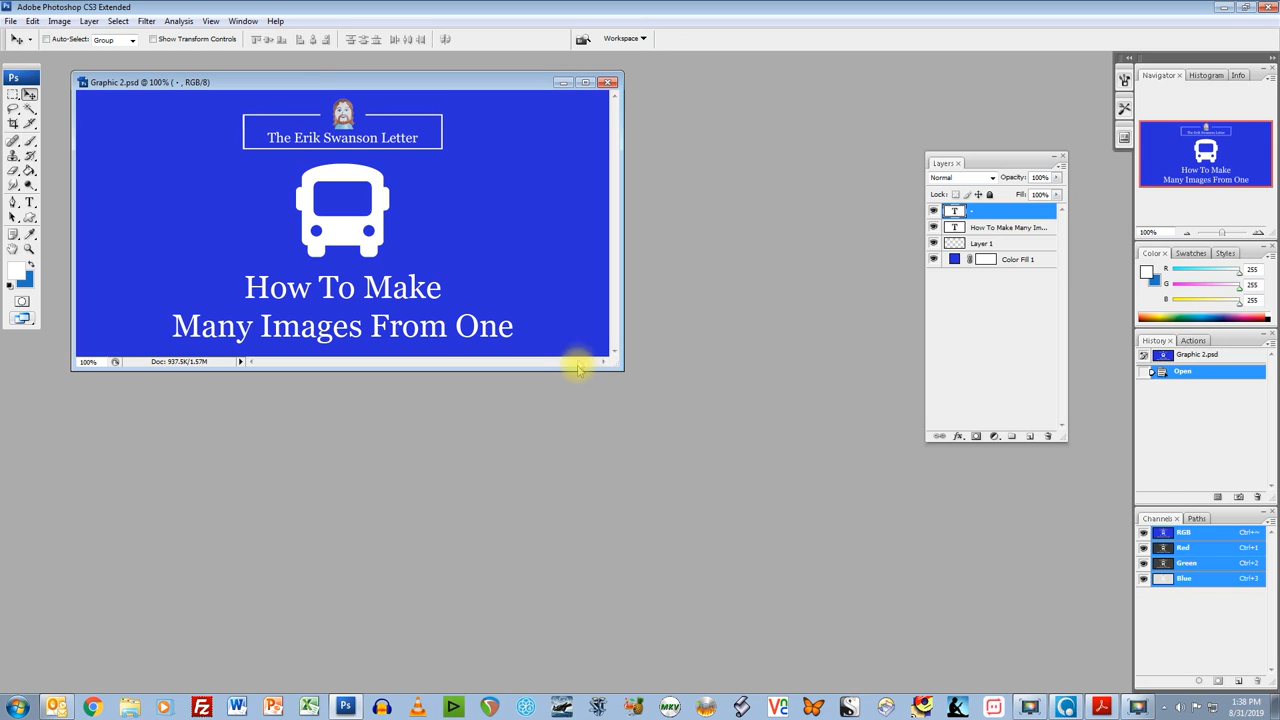 Adobe Photoshop CS3 Extended
File Edit Image Layer Select Filter Analysis View Window Help
Auto-Select: Group Show Transform Controls Workspace
Ps
Graphic 2.psd @ 100% ( - , RGB/8)
The Erik Swanson Letter
How To Make
Many Images From One
100% Doc: 937.5K/1.57M
Layers
Normal Opacity: 100%
Lock: Fill: 100%
T -
T How To Make Many Im...
Layer 1
Color Fill 1
Navigator Histogram Info
The Erik Swanson Letter
How To Make
Many Images From One
100%
Color Swatches Styles
R 255
G 255
B 255
History Actions
Graphic 2.psd
Open
Channels Paths
RGB Ctrl+~
Red Ctrl+1
Green Ctrl+2
Blue Ctrl+3
1:38 PM
8/31/2019